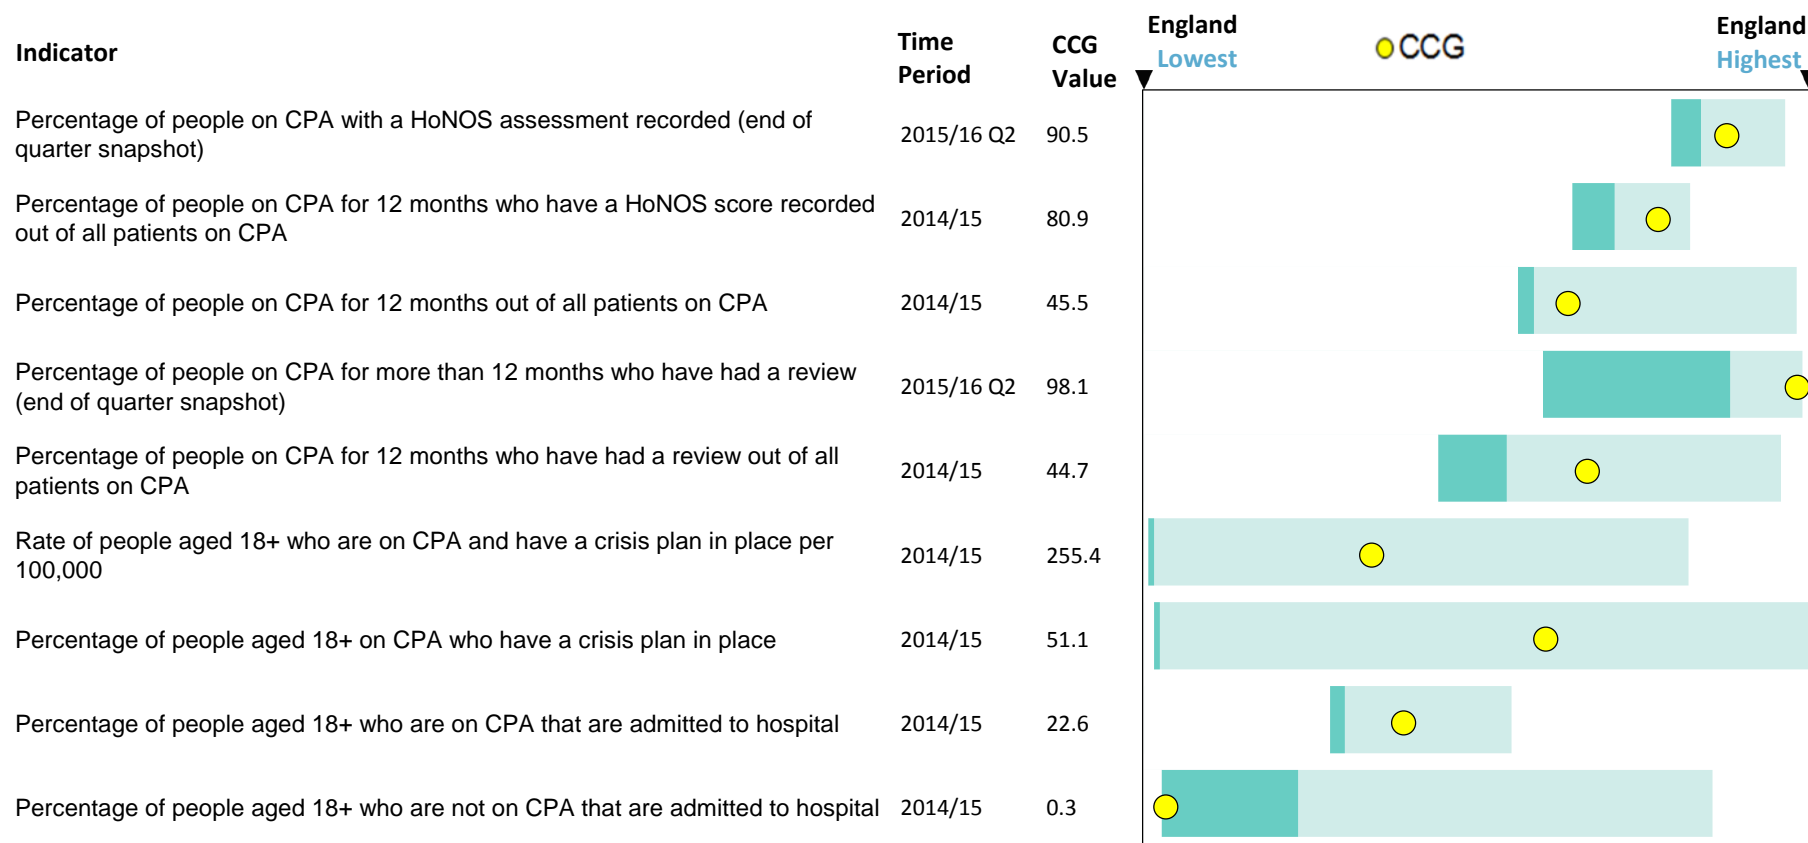 Indicator
Time
Period
CCG
Value
England
Lowest
CCG
England
Highest
Percentage of people on CPA with a HoNOS assessment recorded (end of
quarter snapshot)
2015/16 Q2
90.5
Percentage of people on CPA for 12 months who have a HoNOS score recorded
out of all patients on CPA
2014/15
80.9
Percentage of people on CPA for 12 months out of all patients on CPA
2014/15
45.5
Percentage of people on CPA for more than 12 months who have had a review
(end of quarter snapshot)
2015/16 Q2
98.1
Percentage of people on CPA for 12 months who have had a review out of all
patients on CPA
2014/15
44.7
Rate of people aged 18+ who are on CPA and have a crisis plan in place per
100,000
2014/15
255.4
Percentage of people aged 18+ on CPA who have a crisis plan in place
2014/15
51.1
Percentage of people aged 18+ who are on CPA that are admitted to hospital
2014/15
22.6
Percentage of people aged 18+ who are not on CPA that are admitted to hospital
2014/15
0.3